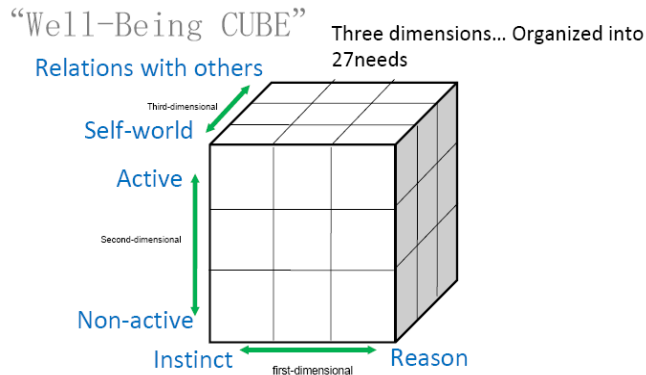 “Well-Being CUBE”
Three dimensions... Organized into
27needs
Relations with others
Third-dimensional
Self-world
Active
Second-dimensional
Non-active
Instinct
first-dimensional
Reason